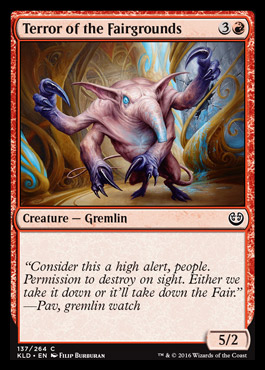 Terror of the Fairgrounds 3
Creature — Gremlin
"Consider this a high alert, people.
Permission to destroy on sight. Either we
take it down or it'll take down the Fair."
—Pav, gremlin watch
5/2
137/264 C
KLD • EN Filip Burburan
™ & © 2016 Wizards of the Coast